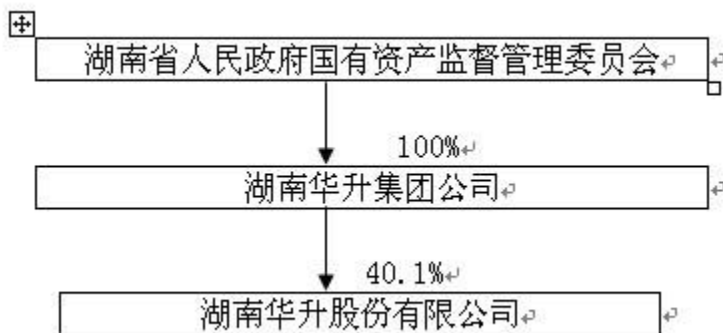 湖南省人民政府国有资产监督管理委员会
100%
湖南华升集团公司
40.1%
湖南华升股份有限公司